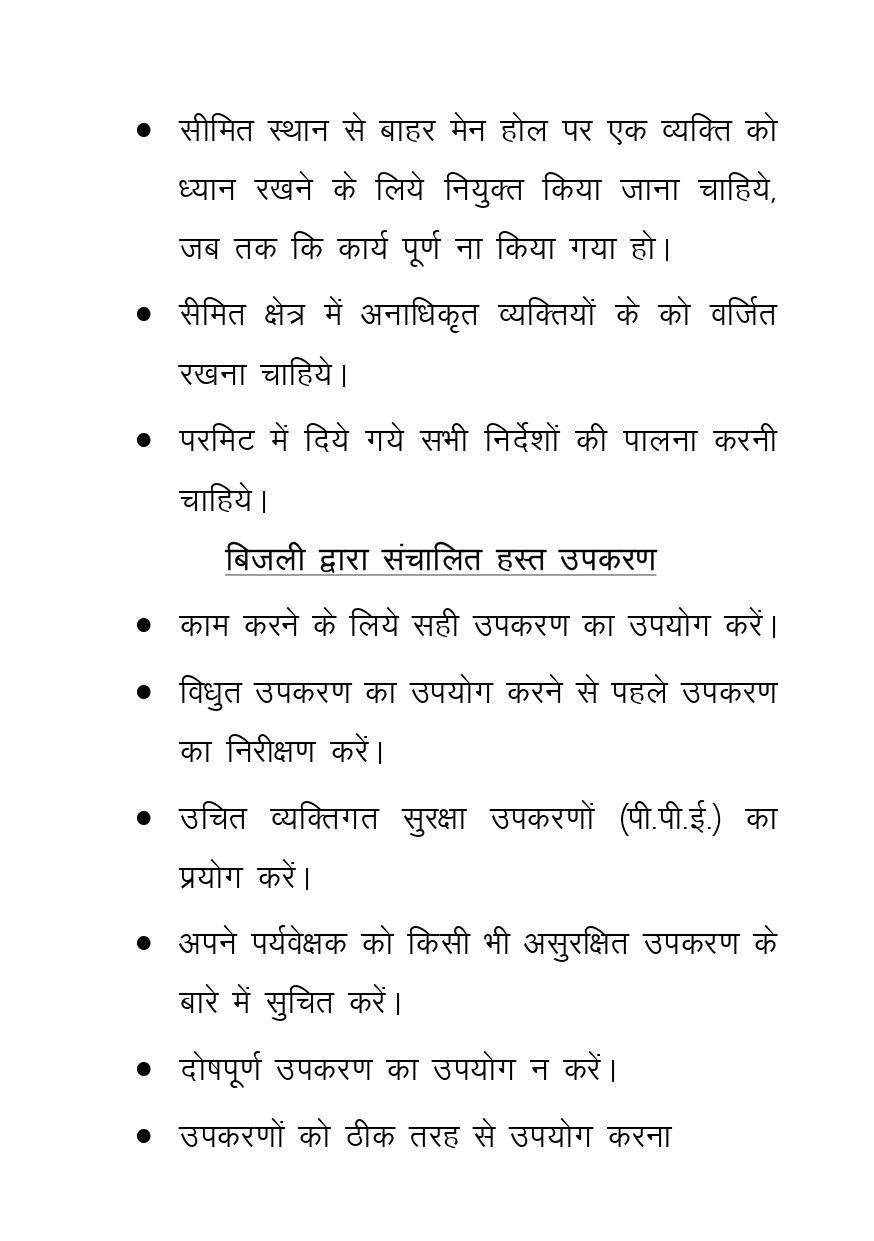 • सीमित स्थान से बाहर मेन होल पर एक व्यक्ति को
ध्यान रखने के लिये नियुक्त किया जाना चाहिये,
जब तक कि कार्य पूर्ण ना किया गया हो।
• सीमित क्षेत्र में अनाधिकृत व्यक्तियों के को वर्जित
रखना चाहिये।
• परमिट में दिये गये सभी निर्देशों की पालना करनी
चाहिये।
बिजली द्वारा संचालित हस्त उपकरण
• काम करने के लिये सही उपकरण का उपयोग करें।
• विधुत उपकरण का उपयोग करने से पहले उपकरण
का निरीक्षण करें।
• उचित व्यक्तिगत सुरक्षा उपकरणों (पी.पी.ई.) का
प्रयोग करें।
• अपने पर्यवेक्षक को किसी भी असुरक्षित उपकरण के
बारे में सुचित करें।
• दोषपूर्ण उपकरण का उपयोग न करें।
• उपकरणों को ठीक तरह से उपयोग करना